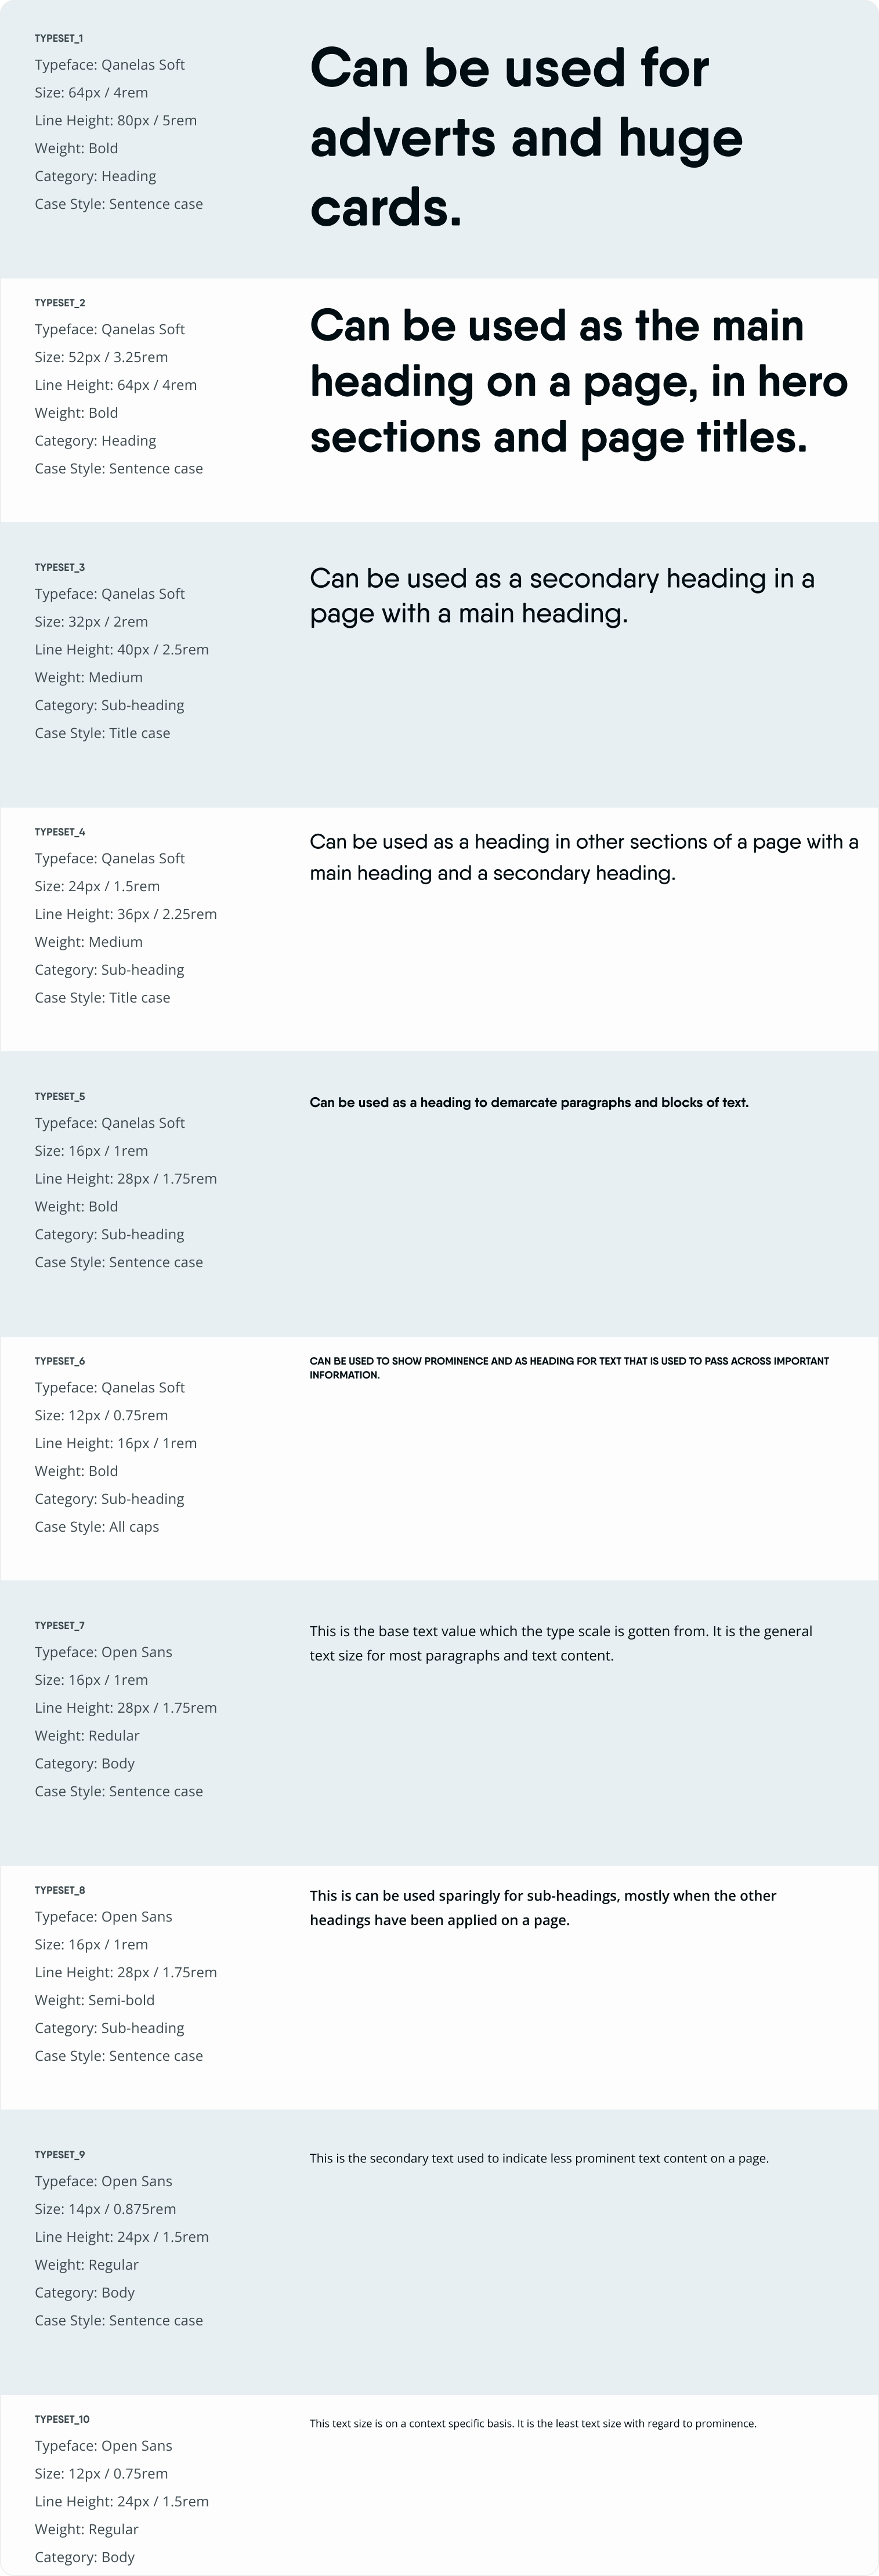 TYPESET_1
Typeface: Qanelas Soft
Size: 64px / 4rem
Line Height: 80px / 5rem
Weight: Bold
Category: Heading
Case Style: Sentence case
Can be used for
adverts and huge
cards.
TYPESET_2
Typeface: Qanelas Soft
Size: 52px / 3.25rem
Line Height: 64px / 4rem
Weight: Bold
Category: Heading
Case Style: Sentence case
Can be used as the main
heading on a page, in hero
sections and page titles.
TYPESET_3
Typeface: Qanelas Soft
Size: 32px / 2rem
Line Height: 40px / 2.5rem
Weight: Medium
Category: Sub-heading
Case Style: Title case
Can be used as a secondary heading in a
page with a main heading.
TYPESET_4
Typeface: Qanelas Soft
Size: 24px / 1.5rem
Line Height: 36px / 2.25rem
Weight: Medium
Category: Sub-heading
Case Style: Title case
Can be used as a heading in other sections of a page with a
main heading and a secondary heading.
TYPESET_5
Typeface: Qanelas Soft
Size: 16px / 1rem
Line Height: 28px / 1.75rem
Weight: Bold
Category: Sub-heading
Case Style: Sentence case
Can be used as a heading to demarcate paragraphs and blocks of text.
TYPESET_6
Typeface: Qanelas Soft
Size: 12px / 0.75rem
Line Height: 16px / 1rem
Weight: Bold
Category: Sub-heading
Case Style: All caps
CAN BE USED TO SHOW PROMINENCE AND AS HEADING FOR TEXT THAT IS USED TO PASS ACROSS IMPORTANT
INFORMATION.
TYPESET_7
Typeface: Open Sans
Size: 16px / 1rem
Line Height: 28px / 1.75rem
Weight: Redular
Category: Body
Case Style: Sentence case
This is the base text value which the type scale is gotten from. It is the general
text size for most paragraphs and text content.
TYPESET_8
Typeface: Open Sans
Size: 16px / 1rem
Line Height: 28px / 1.75rem
Weight: Semi-bold
Category: Sub-heading
Case Style: Sentence case
This is can be used sparingly for sub-headings, mostly when the other
headings have been applied on a page.
TYPESET_9
Typeface: Open Sans
Size: 14px / 0.875rem
Line Height: 24px / 1.5rem
Weight: Regular
Category: Body
Case Style: Sentence case
This is the secondary text used to indicate less prominent text content on a page.
TYPESET_10
Typeface: Open Sans
Size: 12px / 0.75rem
Line Height: 24px / 1.5rem
Weight: Regular
Category: Body
This text size is on a context specific basis. It is the least text size with regard to prominence.